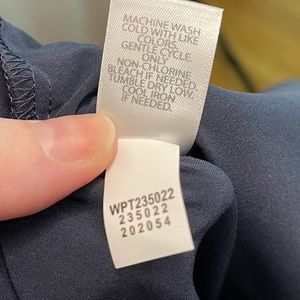 MACHINE WASH
COLD WITH LIKE
COLORS.
GENTLE CYCLE.
ONLY
NON-CHLORINE
BLEACH IF NEEDED.
TUMBLE DRY LOW.
COOL IRON
IF NEEDED.
WPT235022
235022
202054